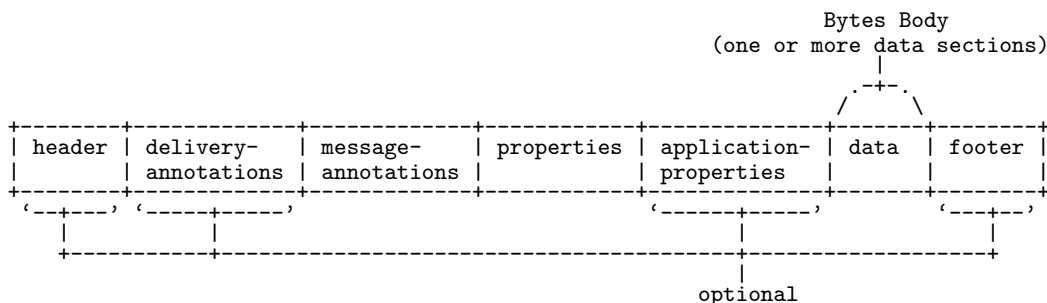 Bytes Body
(one or more data sections)
|
.-+-.
/     \
+--------+-------------+-------------+------------+--------------+-------+--------+
| header | delivery-   | message-    | properties | application- | data  | footer |
|        | annotations | annotations |            | properties   |       |        |
+--------+-------------+-------------+------------+--------------+-------+--------+
‘--+---’ ‘-----+-----’ ‘------+-----’ ‘---+--’
| | | |
+-----------+-----------------------------------------+-------------------+
|
optional